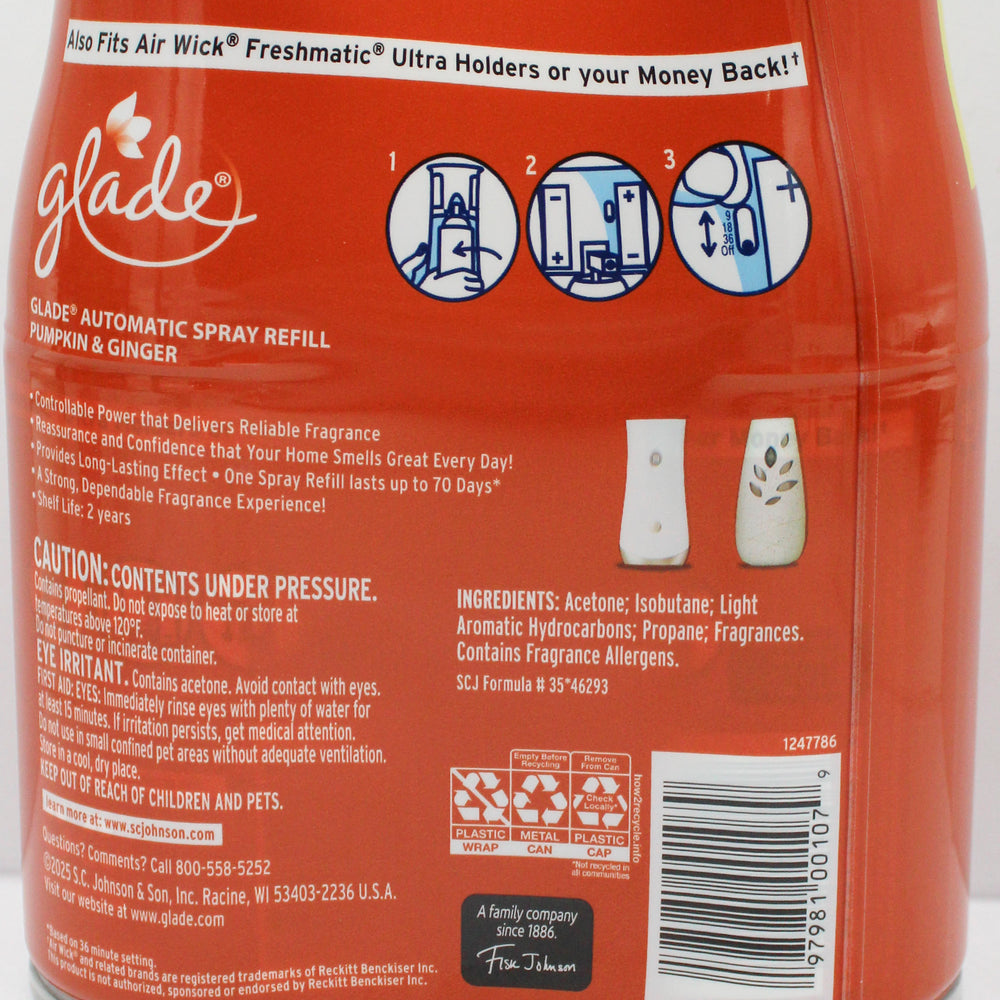 Also Fits Air Wick® Freshmatic® Ultra Holders or your Money Back!†
glade®
1
2
3
9
18
36
Off
GLADE® AUTOMATIC SPRAY REFILL
PUMPKIN & GINGER
• Controllable Power that Delivers Reliable Fragrance
• Reassurance and Confidence that Your Home Smells Great Every Day!
• Provides Long-Lasting Effect • One Spray Refill lasts up to 70 Days*
• A Strong, Dependable Fragrance Experience!
• Shelf Life: 2 years
CAUTION: CONTENTS UNDER PRESSURE.
Contains propellant. Do not expose to heat or store at
temperatures above 120°F.
Do not puncture or incinerate container.
EYE IRRITANT. Contains acetone. Avoid contact with eyes.
FIRST AID: EYES: Immediately rinse eyes with plenty of water for
at least 15 minutes. If irritation persists, get medical attention.
Do not use in small confined pet areas without adequate ventilation.
Store in a cool, dry place.
KEEP OUT OF REACH OF CHILDREN AND PETS.
learn more at: www.scjohnson.com
Questions? Comments? Call 800-558-5252
©2025 S.C. Johnson & Son, Inc. Racine, WI 53403-2236 U.S.A.
Visit our website at www.glade.com
*Based on 36 minute setting.
†Air Wick® and related brands are registered trademarks of Reckitt Benckiser Inc.
This product is not authorized, sponsored or endorsed by Reckitt Benckiser Inc.
INGREDIENTS: Acetone; Isobutane; Light
Aromatic Hydrocarbons; Propane; Fragrances.
Contains Fragrance Allergens.
SCJ Formula # 35*46293
1247786
Empty Before
Recycling
Remove
From Can
Check
Locally*
PLASTIC
WRAP
METAL
CAN
PLASTIC
CAP
*Not recycled in
all communities
how2recycle.info
A family company
since 1886.
Fisk Johnson
97981 00107 9